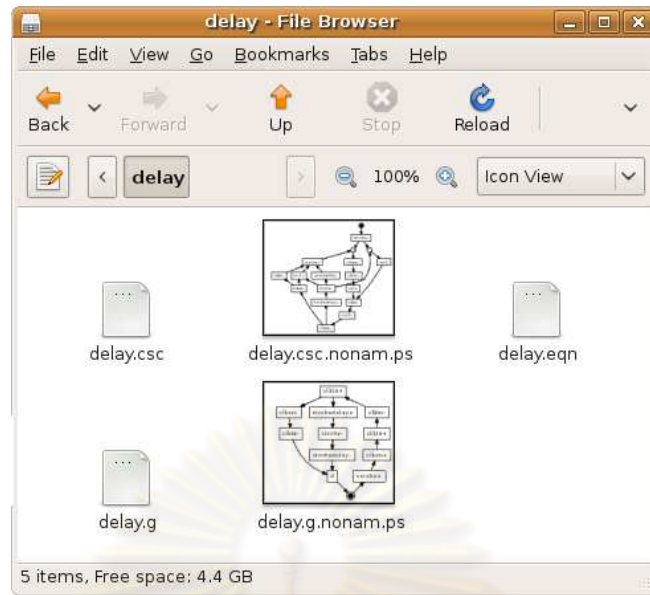 delay - File Browser
File Edit View Go Bookmarks Tabs Help
Back Forward Up Stop Reload
delay 100% Icon View
delay.csc delay.csc.nonam.ps delay.eqn
delay.g delay.g.nonam.ps
5 items, Free space: 4.4 GB